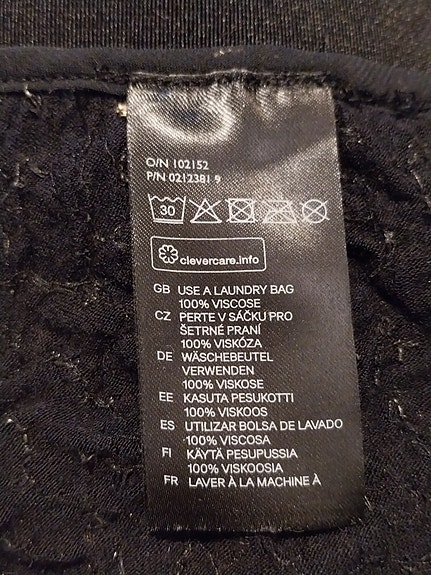 O/N 102152
P/N 0212381 9
30
clevercare.info
GB USE A LAUNDRY BAG
100% VISCOSE
CZ PERTE V SÁČKU PRO
ŠETRNÉ PRANÍ
100% VISKÓZA
DE WÄSCHEBEUTEL
VERWENDEN
100% VISKOSE
EE KASUTA PESUKOTTI
100% VISKOOS
ES UTILIZAR BOLSA DE LAVADO
100% VISCOSA
FI KÄYTÄ PESUPUSSIA
100% VISKOOSIA
FR LAVER À LA MACHINE À